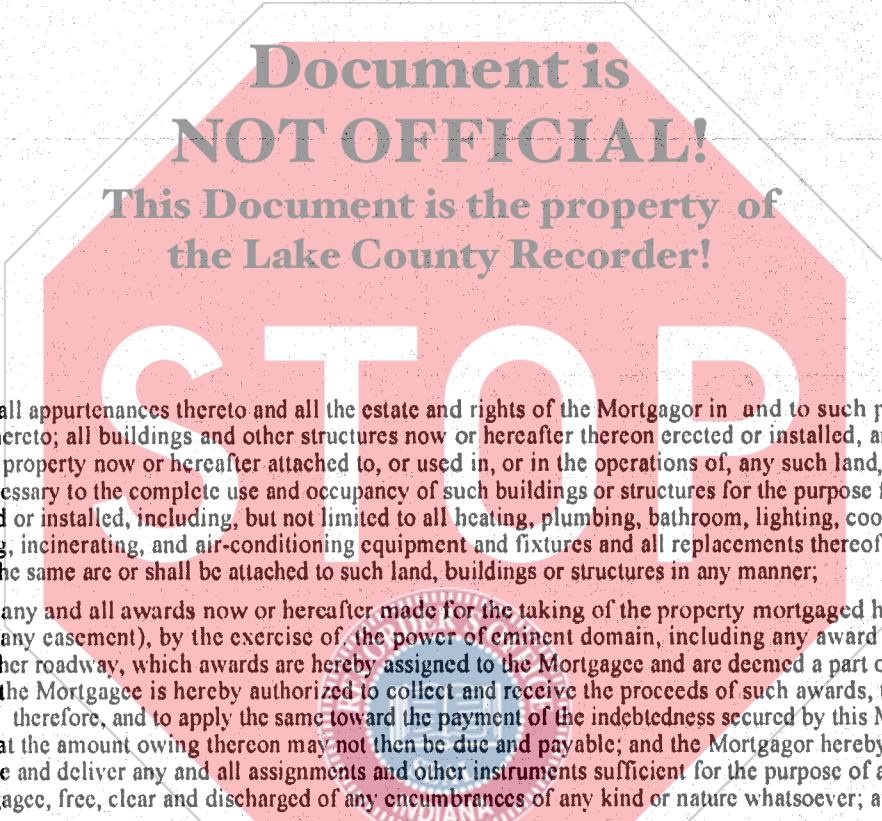 Document is
NOT OFFICIAL!
This Document is the property of
the Lake County Recorder!
STOP
all appurtenances thereto and all the estate and rights of the Mortgagor in and to such p
hereto; all buildings and other structures now or hereafter thereon erected or installed, a
property now or hereafter attached to, or used in, or in the operations of, any such land,
cessary to the complete use and occupancy of such buildings or structures for the purpose f
d or installed, including, but not limited to all heating, plumbing, bathroom, lighting, coo
g, incinerating, and air-conditioning equipment and fixtures and all replacements thereof
he same are or shall be attached to such land, buildings or structures in any manner;
any and all awards now or hereafter made for the taking of the property mortgaged h
any easement), by the exercise of the power of eminent domain, including any award
her roadway, which awards are hereby assigned to the Mortgagee and are deemed a part o
the Mortgagee is hereby authorized to collect and receive the proceeds of such awards,
therefore, and to apply the same toward the payment of the indebtedness secured by this M
at the amount owing thereon may not then be due and payable; and the Mortgagor hereby
e and deliver any and all assignments and other instruments sufficient for the purpose of a
gagee, free, clear and discharged of any encumbrances of any kind or nature whatsoever; a
RECORDER'S OFFICE
INDIANA